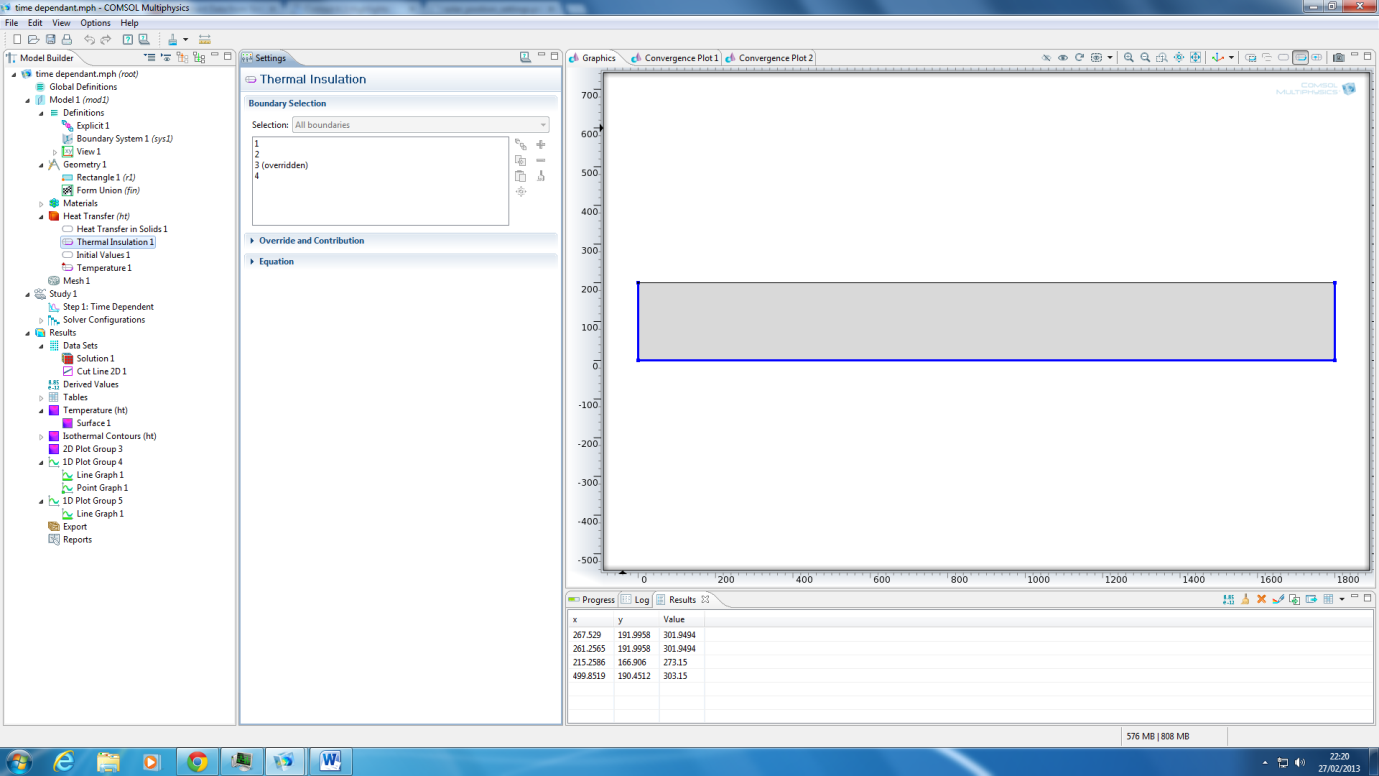 time dependant.mph - COMSOL Multiphysics
File Edit View Options Help
Model Builder
time dependant.mph (root)
Global Definitions
Model 1 (mod1)
Definitions
Explicit 1
Boundary System 1 (sys1)
View 1
Geometry 1
Rectangle 1 (r1)
Form Union (fin)
Materials
Heat Transfer (ht)
Heat Transfer in Solids 1
Thermal Insulation 1
Initial Values 1
Temperature 1
Mesh 1
Study 1
Step 1: Time Dependent
Solver Configurations
Results
Data Sets
Solution 1
Cut Line 2D 1
Derived Values
Tables
Temperature (ht)
Surface 1
Isothermal Contours (ht)
2D Plot Group 3
1D Plot Group 4
Line Graph 1
Point Graph 1
1D Plot Group 5
Line Graph 1
Export
Reports
Settings
Thermal Insulation
Boundary Selection
Selection: All boundaries
1
2
3 (overridden)
4
Override and Contribution
Equation
Graphics Convergence Plot 1 Convergence Plot 2
COMSOL
MULTIPHYSICS
700
600
500
400
300
200
100
0
-100
-200
-300
-400
-500
0 200 400 600 800 1000 1200 1400 1600 1800
Progress Log Results
x y Value
267.529 191.9958 301.9494
261.2565 191.9958 301.9494
215.2586 166.906 273.15
499.8519 190.4512 303.15
576 MB | 808 MB
22:20
27/02/2013